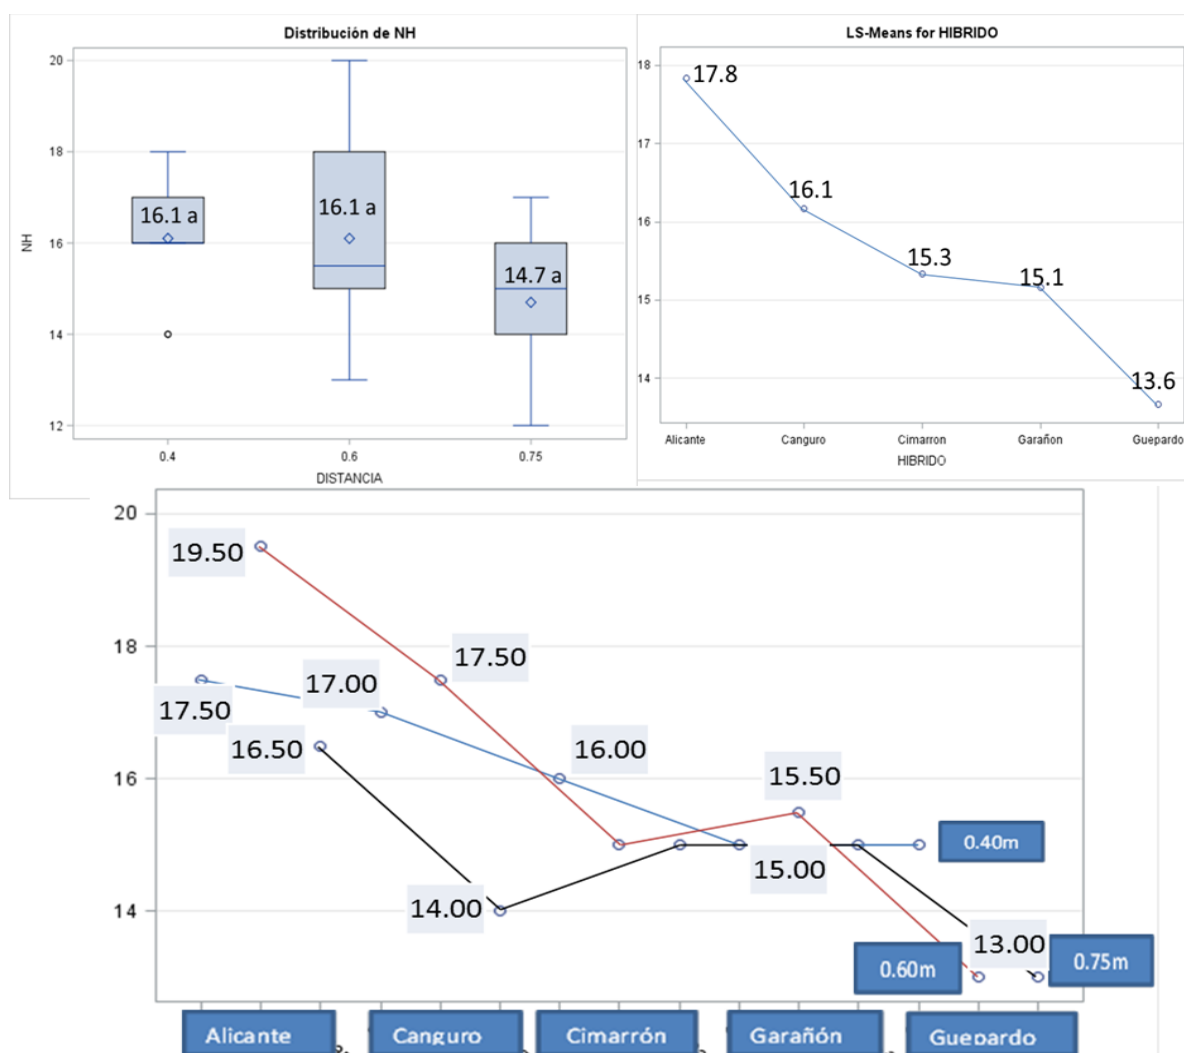 Distribución de NH
20
18
16
14
12
NH
16.1 a
16.1 a
14.7 a
0.4
0.6
0.75
DISTANCIA
LS-Means for HIBRIDO
18
17
16
15
14
17.8
16.1
15.3
15.1
13.6
Alicante
Canguro
Cimarron
Garañon
Guepardo
HIBRIDO
20
18
16
14
19.50
17.50
17.00
17.50
16.50
16.00
15.50
0.40m
15.00
14.00
13.00
0.60m
0.75m
Alicante
Canguro
Cimarrón
Garañón
Guepardo